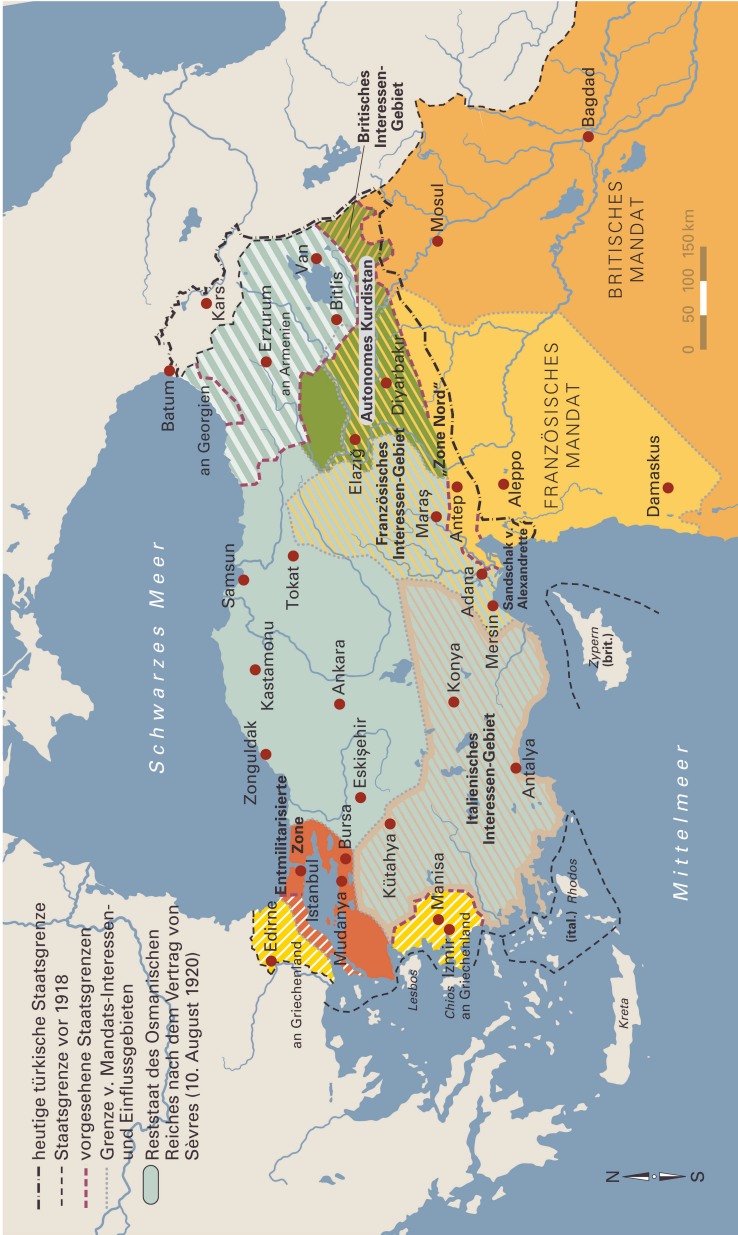 heutige türkische Staatsgrenze
Staatsgrenze vor 1918
vorgesehene Staatsgrenzen
Grenze v. Mandats-Interessen-
und Einflussgebieten
Reststaat des Osmanischen
Reiches nach dem Vertrag von
Sèvres (10. August 1920)
Schwarzes Meer
Mittelmeer
Edirne
an Griechenland
Entmilitarisierte
Zone
Istanbul
Mudanya
Bursa
Zonguldak
Kastamonu
Samsun
Tokat
Ankara
Eskişehir
Kütahya
Manisa
Izmir
an Griechenland
Lesbos
Chios
Konya
Italienisches
Interessen-Gebiet
Antalya
Mersin
Adana
Sandschak v.
Alexandrette
Batum
an Georgien
Kars
Erzurum
an Armenien
Van
Bitlis
Britisches
Interessen-
Gebiet
Autonomes Kurdistan
Diyarbakır
Elazığ
Französisches
Interessen-Gebiet
„Zone Nord“
Maraş
Antep
Aleppo
FRANZÖSISCHES
MANDAT
Damaskus
Mosul
Bagdad
BRITISCHES
MANDAT
Zypern
(brit.)
Rhodos
(ital.)
Kreta
N
S
0 50 100 150 km